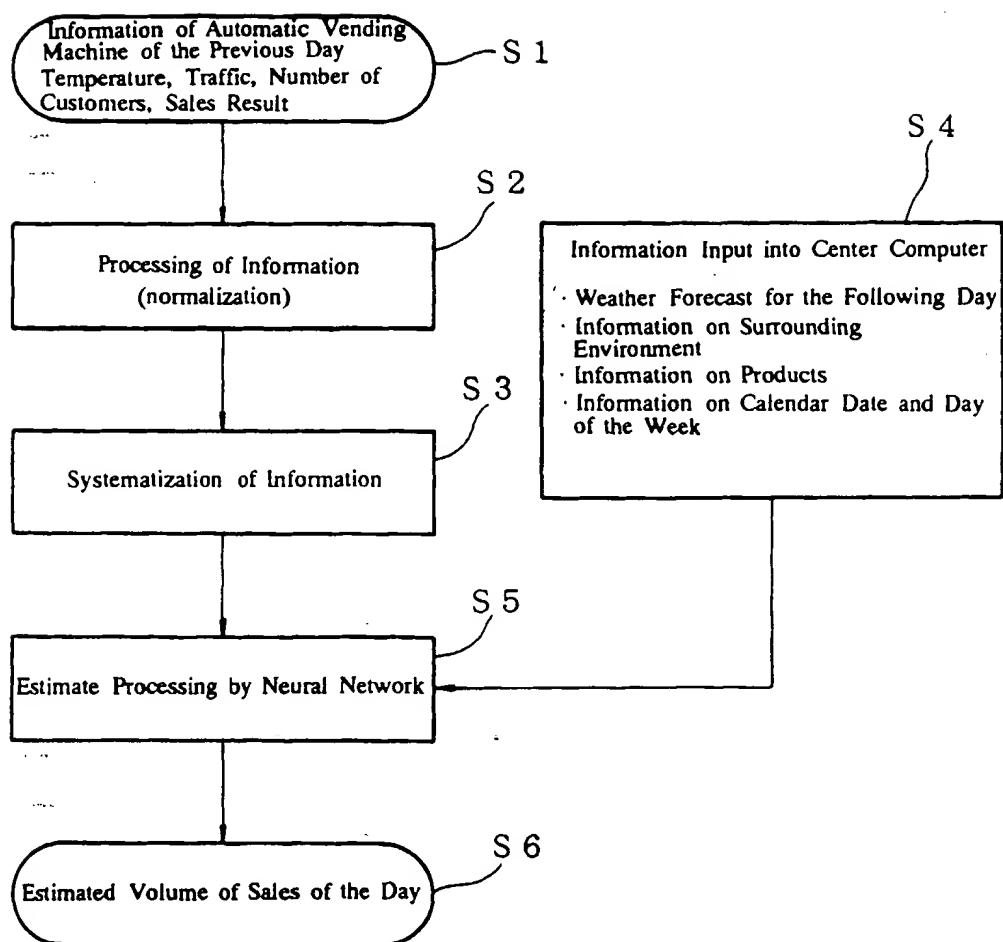 Information of Automatic Vending
Machine of the Previous Day
Temperature, Traffic, Number of
Customers, Sales Result
S 1
S 2
Processing of Information
(normalization)
S 3
Systematization of Information
S 4
Information Input into Center Computer
· Weather Forecast for the Following Day
· Information on Surrounding
Environment
· Information on Products
· Information on Calendar Date and Day
of the Week
S 5
Estimate Processing by Neural Network
S 6
Estimated Volume of Sales of the Day